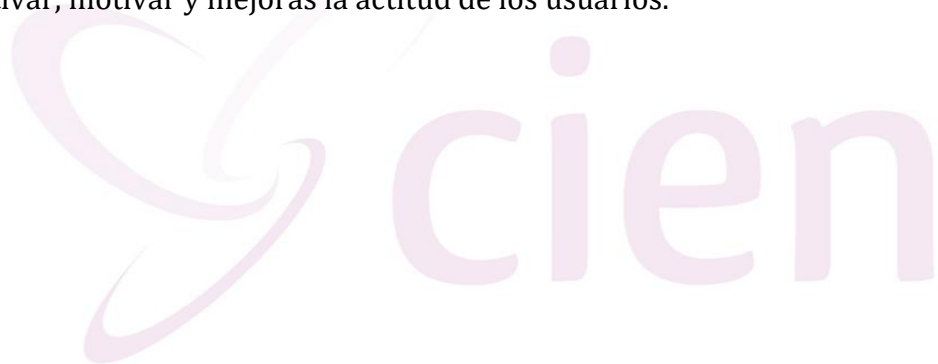 ivar, motivar y mejoras la actitud de los usuarios.
cien